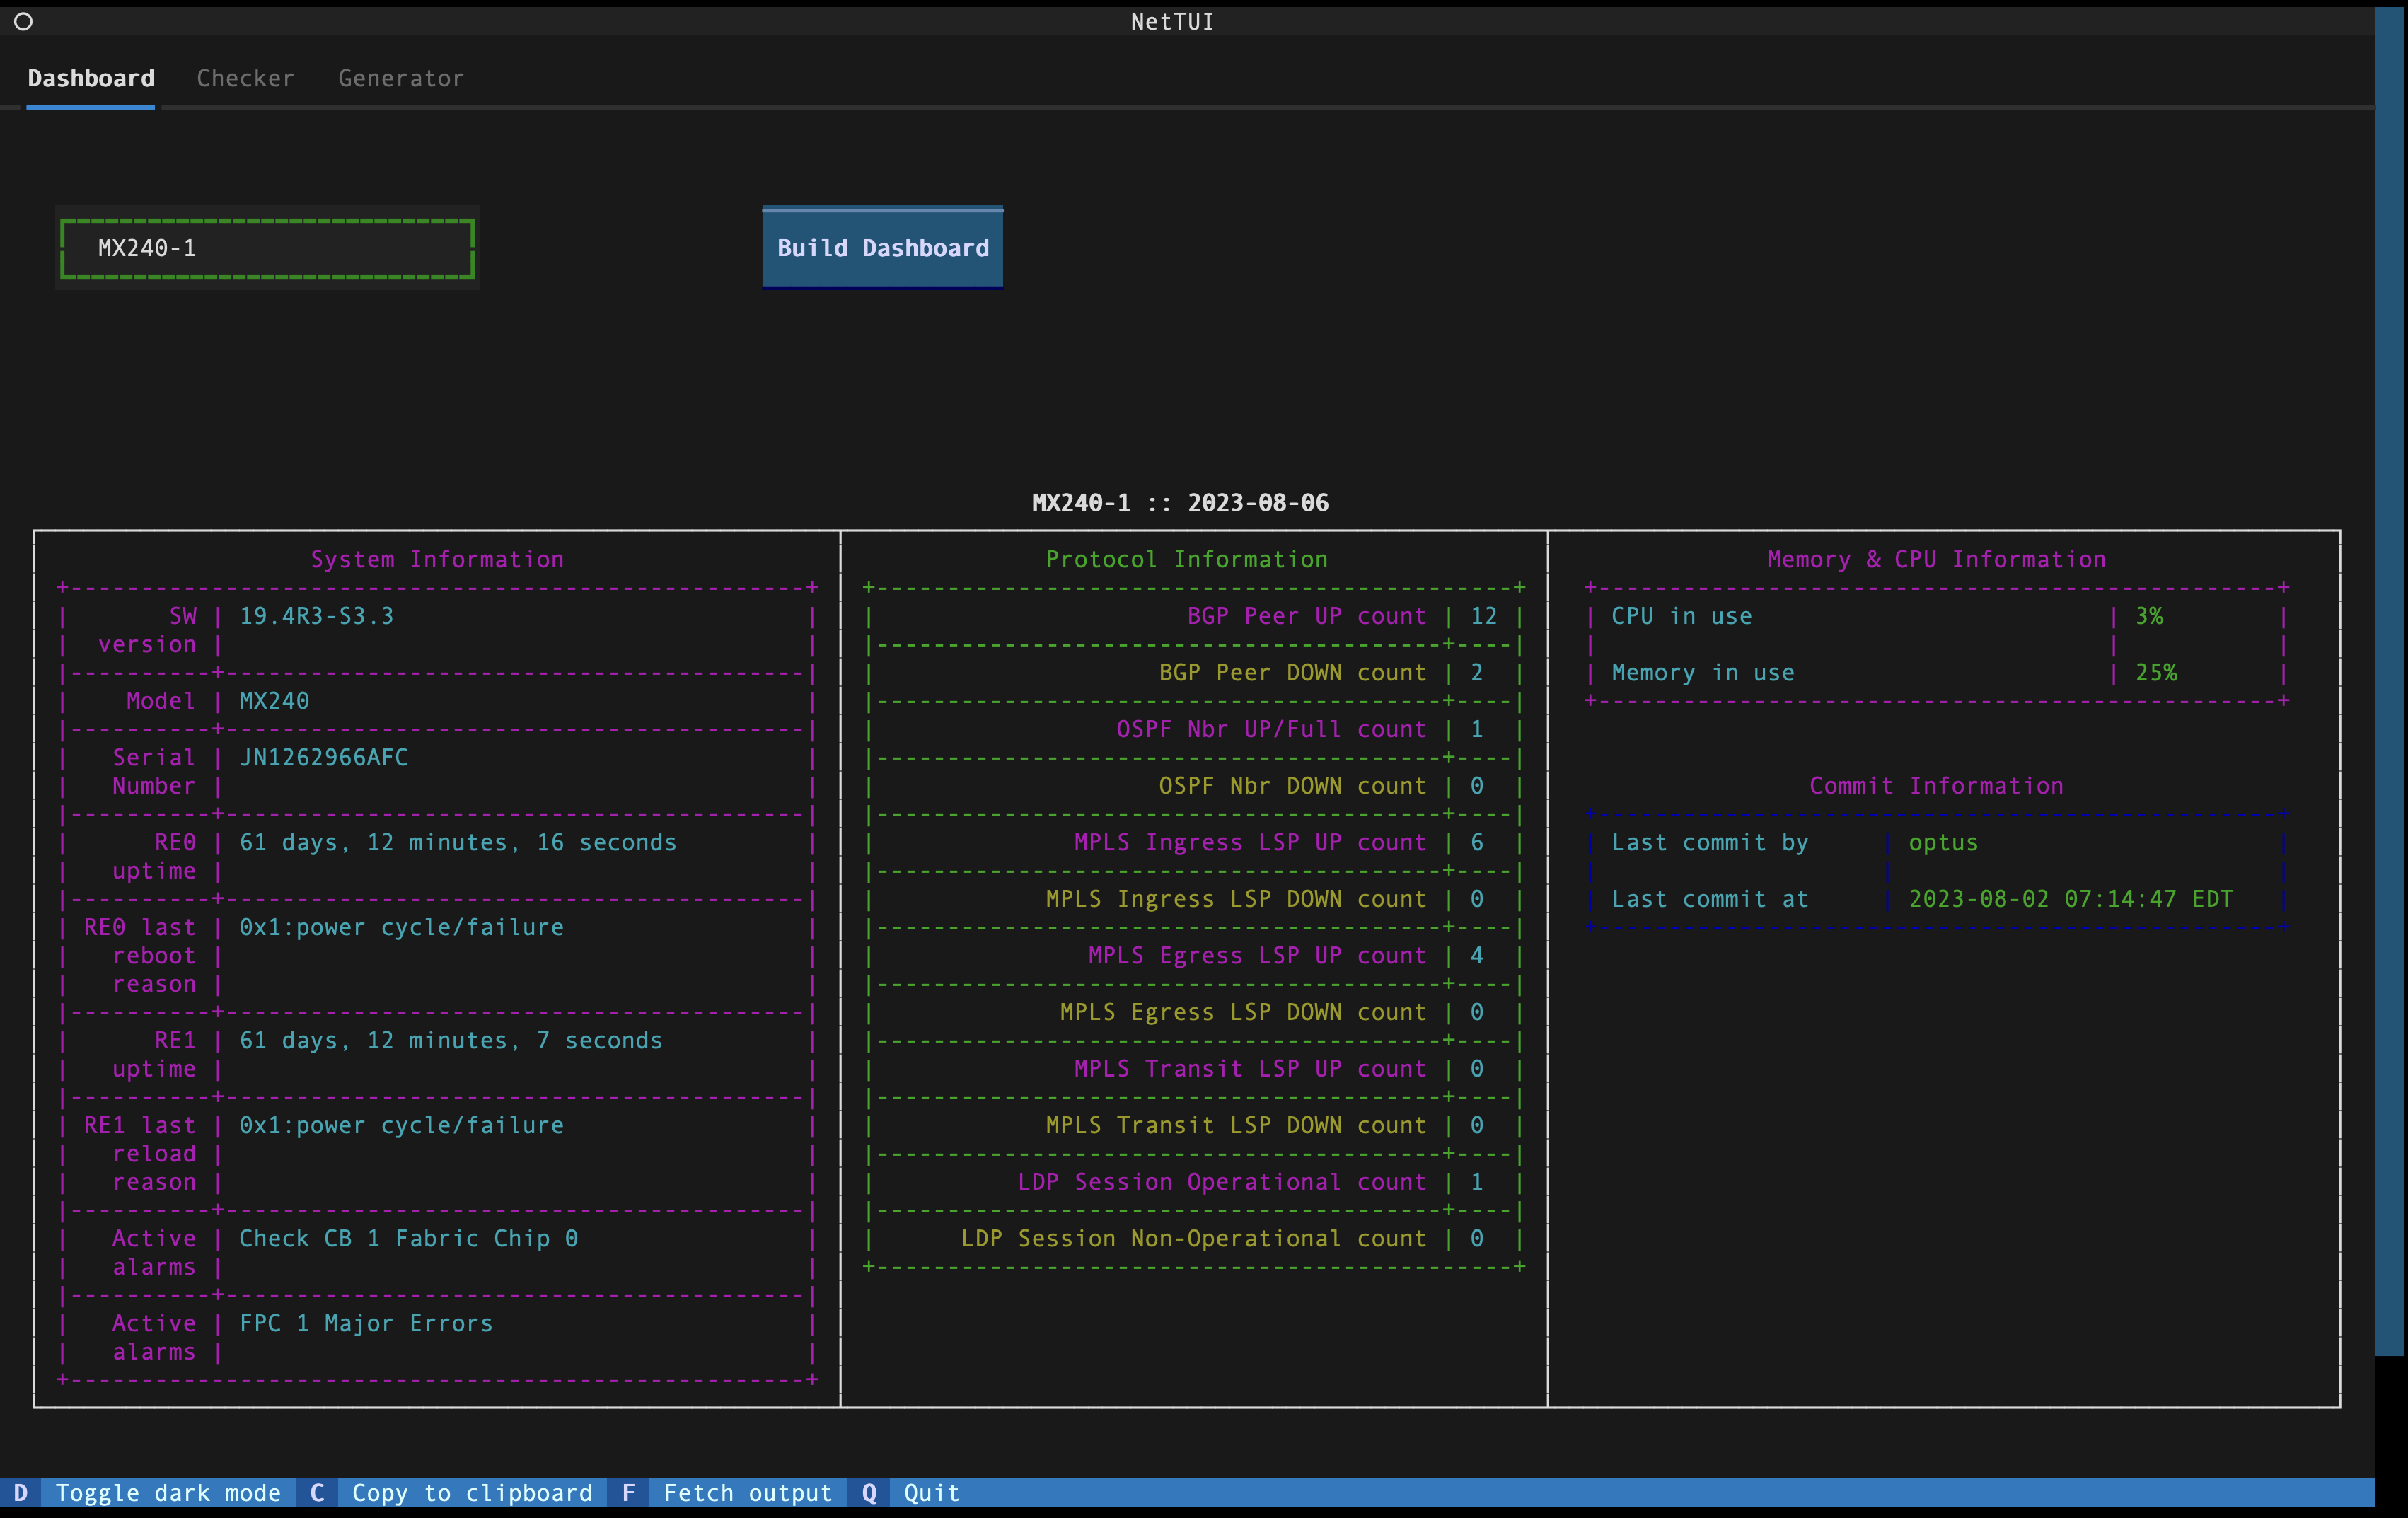 NetTUI
Dashboard Checker Generator
MX240-1 Build Dashboard
MX240-1 :: 2023-08-06
System Information
SW version | 19.4R3-S3.3
Model | MX240
Serial Number | JN1262966AFC
RE0 uptime | 61 days, 12 minutes, 16 seconds
RE0 last reboot reason | 0x1:power cycle/failure
RE1 uptime | 61 days, 12 minutes, 7 seconds
RE1 last reload reason | 0x1:power cycle/failure
Active alarms | Check CB 1 Fabric Chip 0
Active alarms | FPC 1 Major Errors
Protocol Information
BGP Peer UP count | 12
BGP Peer DOWN count | 2
OSPF Nbr UP/Full count | 1
OSPF Nbr DOWN count | 0
MPLS Ingress LSP UP count | 6
MPLS Ingress LSP DOWN count | 0
MPLS Egress LSP UP count | 4
MPLS Egress LSP DOWN count | 0
MPLS Transit LSP UP count | 0
MPLS Transit LSP DOWN count | 0
LDP Session Operational count | 1
LDP Session Non-Operational count | 0
Memory & CPU Information
CPU in use | 3%
Memory in use | 25%
Commit Information
Last commit by | optus
Last commit at | 2023-08-02 07:14:47 EDT
D Toggle dark mode C Copy to clipboard F Fetch output Q Quit